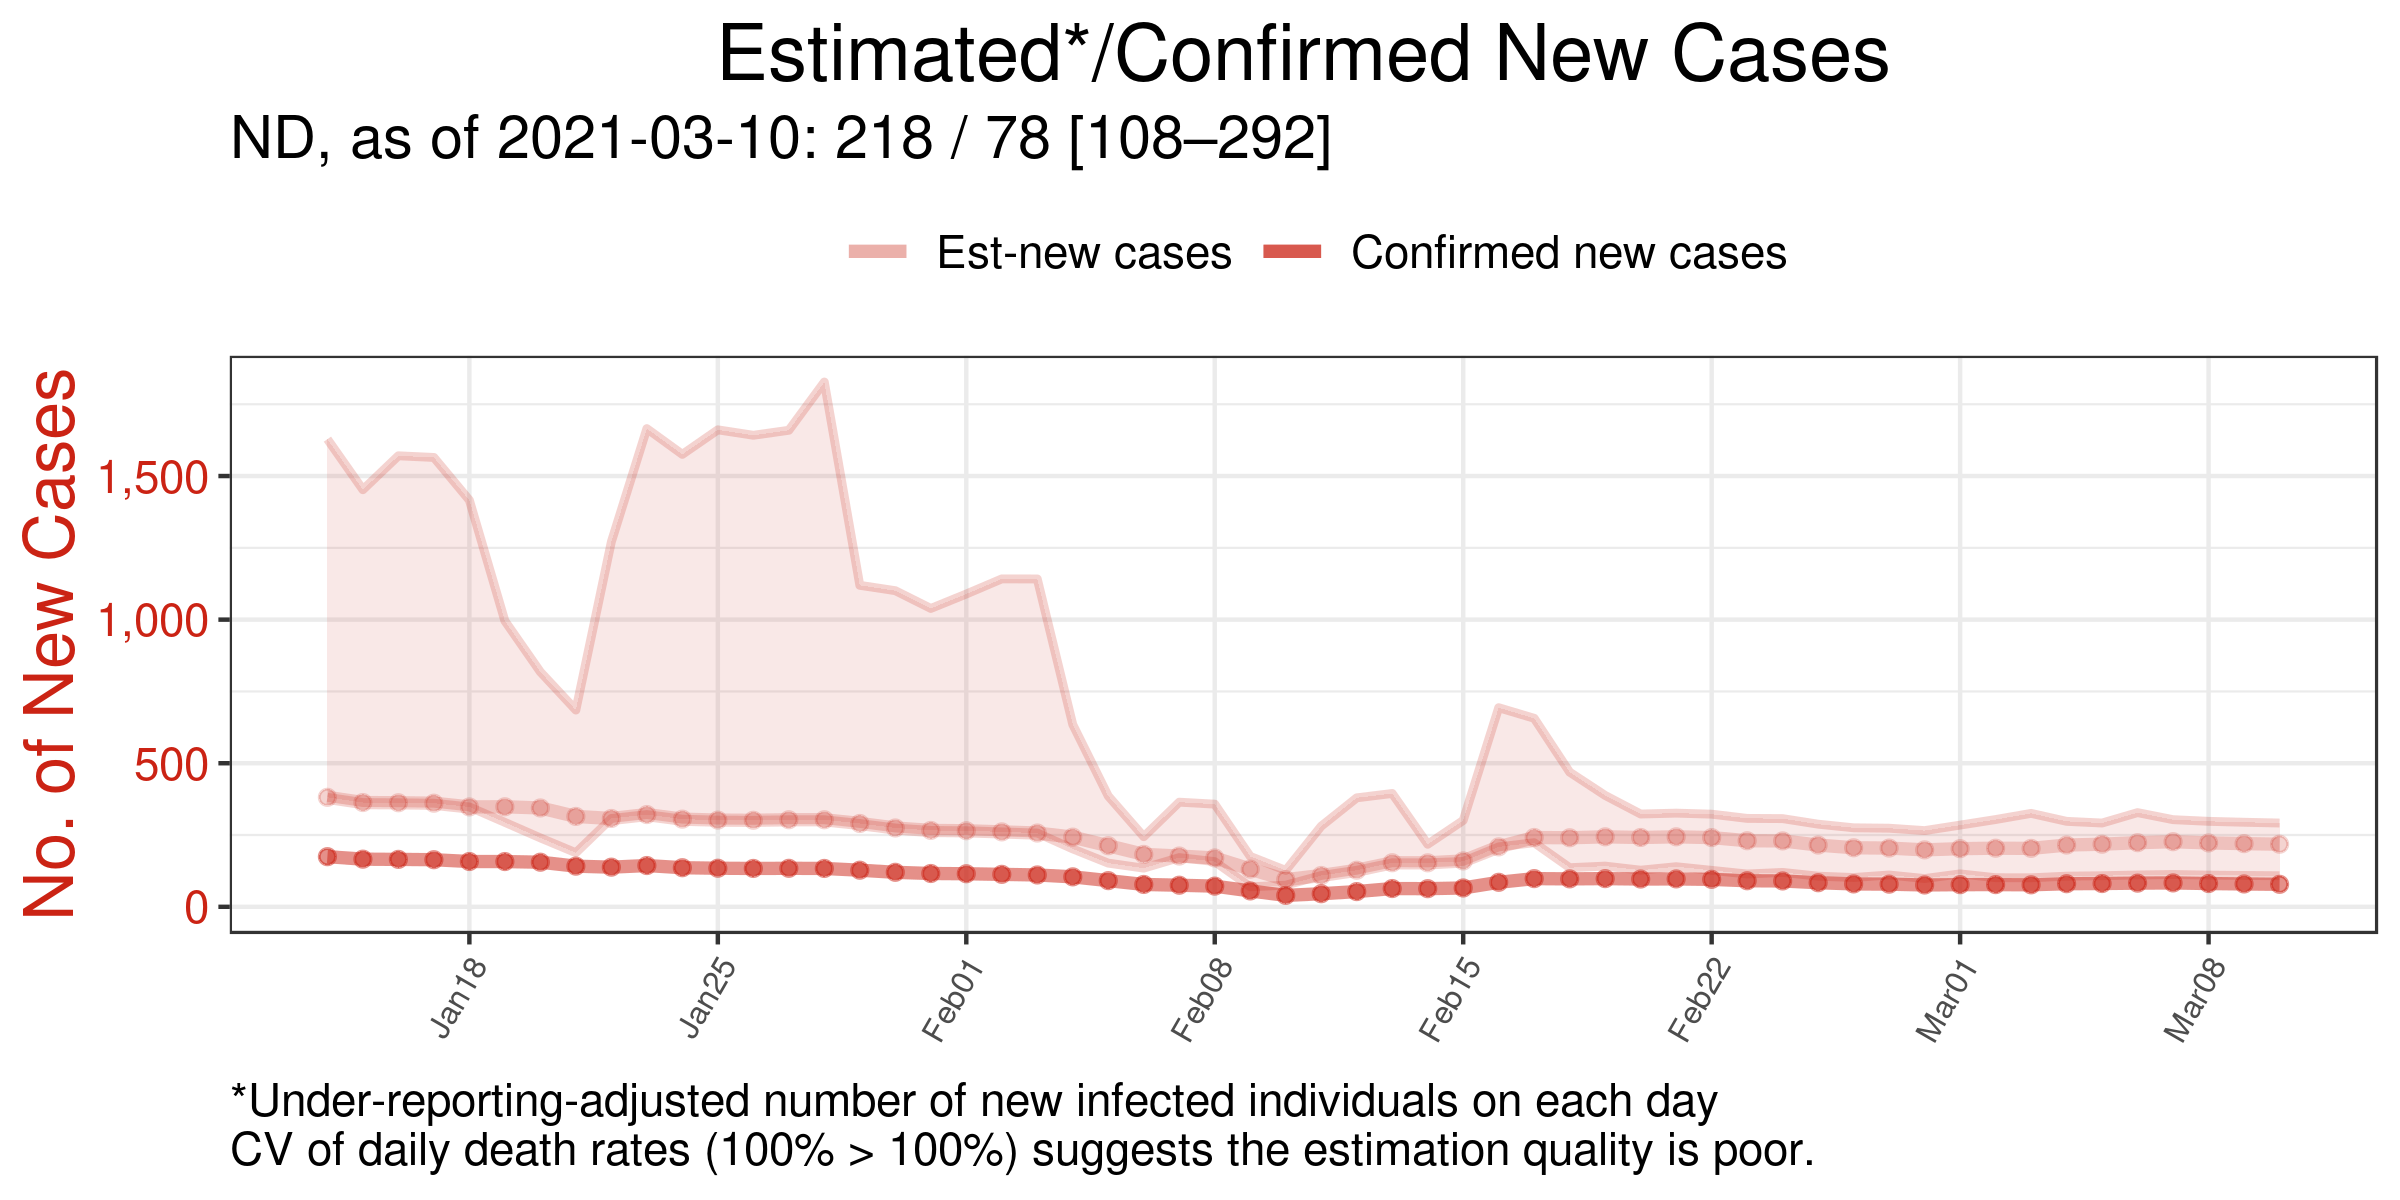 Estimated*/Confirmed New Cases
ND, as of 2021-03-10: 218 / 78 [108–292]
Est-new cases Confirmed new cases
No. of New Cases
1,500
1,000
500
0
Jan18 Jan25 Feb01 Feb08 Feb15 Feb22 Mar01 Mar08
*Under-reporting-adjusted number of new infected individuals on each day
CV of daily death rates (100% > 100%) suggests the estimation quality is poor.